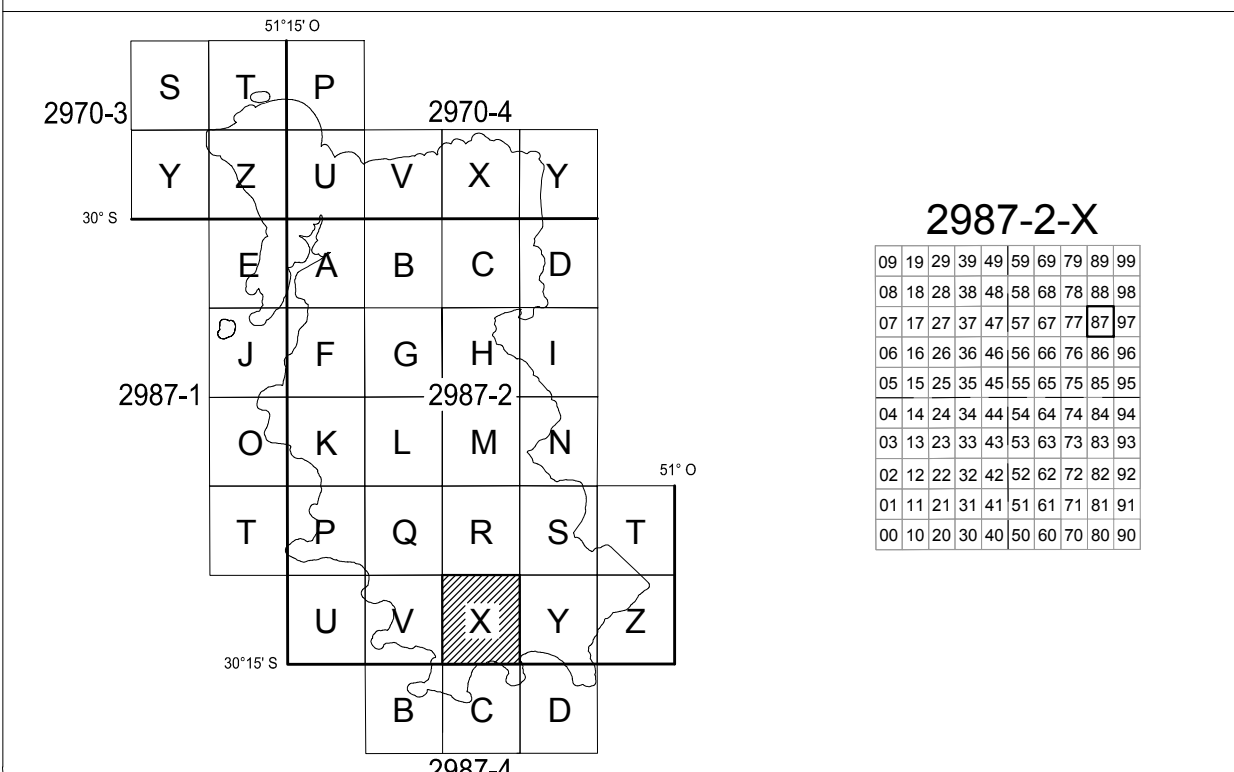 51°15' O
S T P
2970-3
2970-4
Y Z U V X Y
30° S
E A B C D
J F G H I
2987-1
2987-2
O K L M N
51° O
T P Q R S T
U V X Y Z
30°15' S
B C D
2987-4
2987-2-X
09 19 29 39 49 59 69 79 89 99
08 18 28 38 48 58 68 78 88 98
07 17 27 37 47 57 67 77 87 97
06 16 26 36 46 56 66 76 86 96
05 15 25 35 45 55 65 75 85 95
04 14 24 34 44 54 64 74 84 94
03 13 23 33 43 53 63 73 83 93
02 12 22 32 42 52 62 72 82 92
01 11 21 31 41 51 61 71 81 91
00 10 20 30 40 50 60 70 80 90